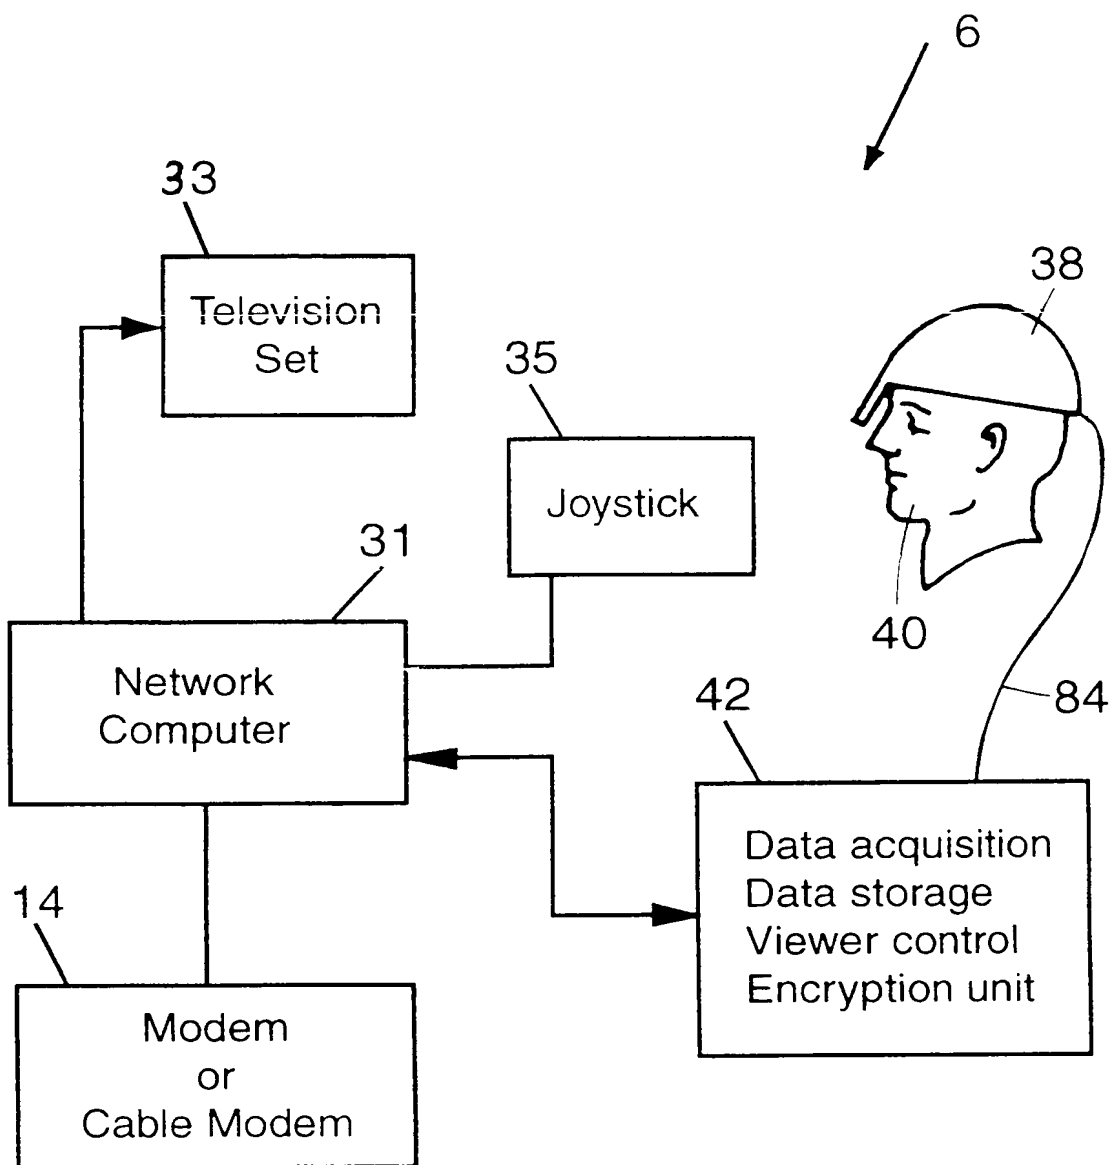 6
33
Television
Set
38
35
Joystick
31
40
Network
Computer
42
84
Data acquisition
Data storage
Viewer control
Encryption unit
14
Modem
or
Cable Modem